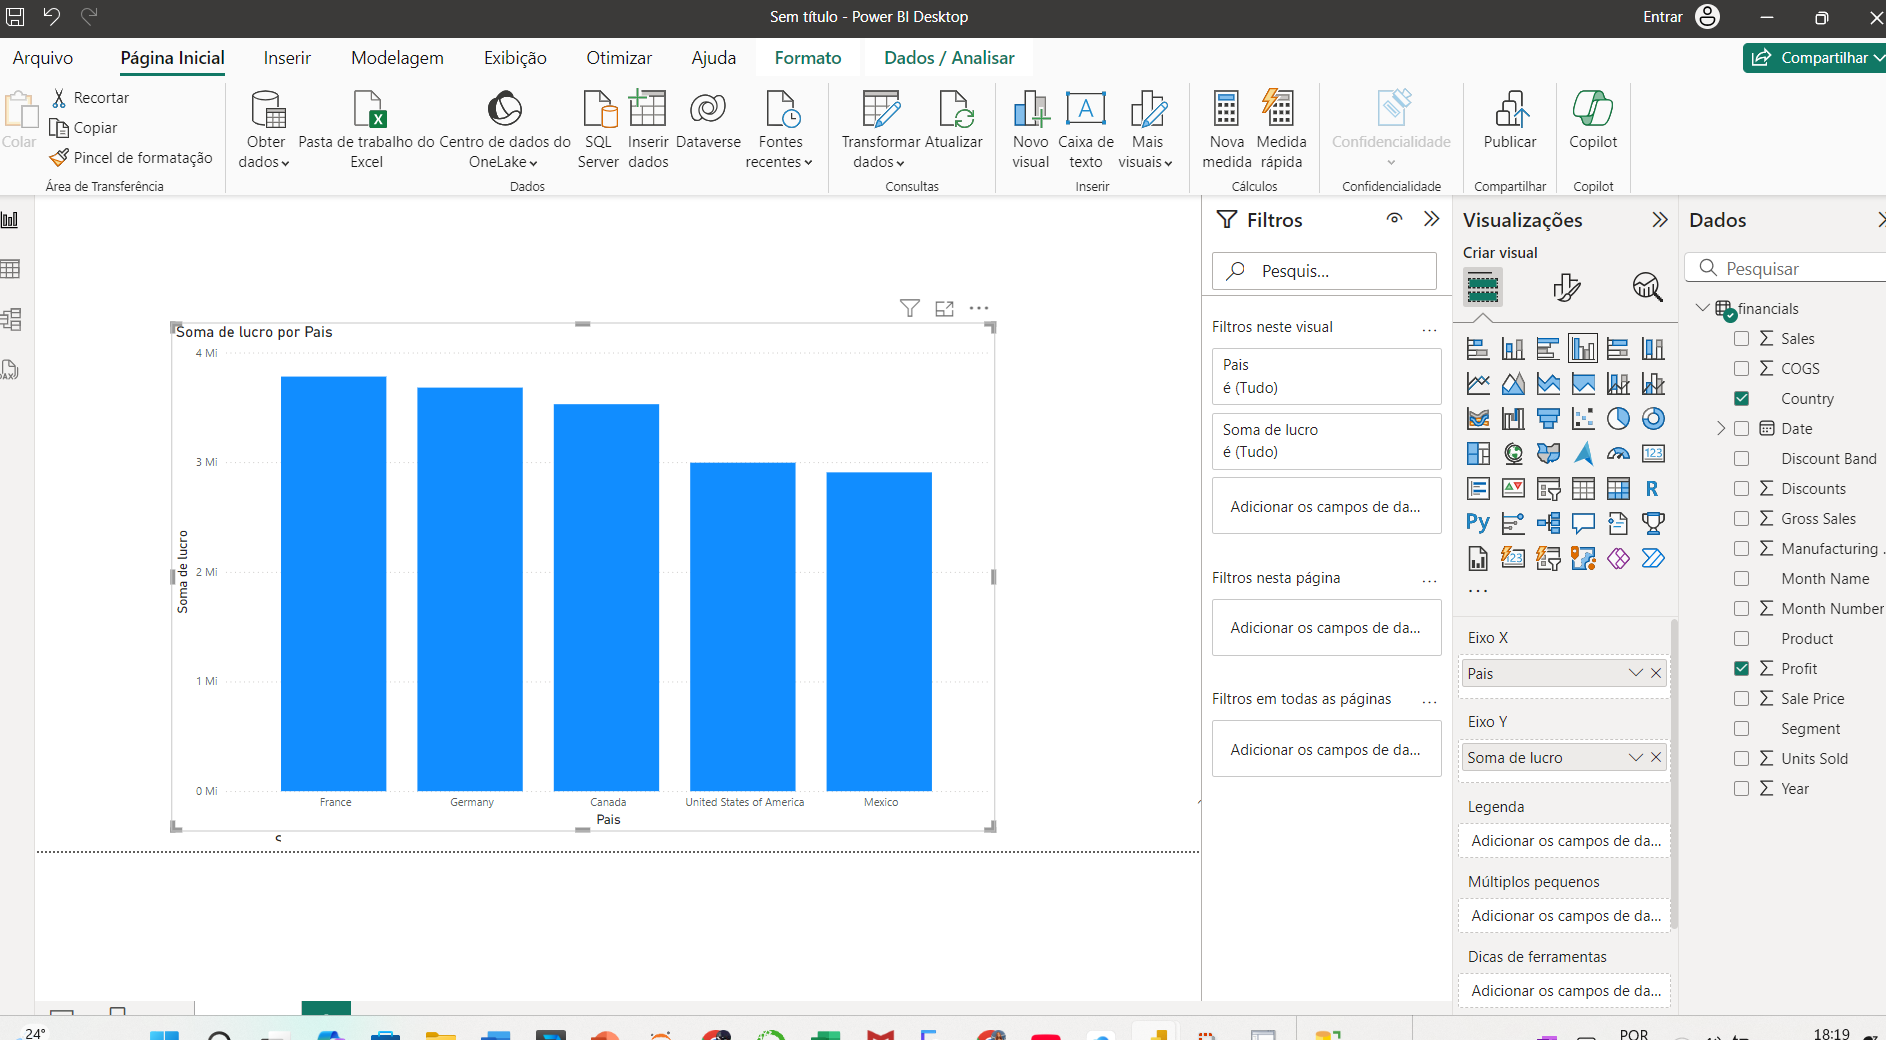 Sem título - Power BI Desktop
Entrar
Arquivo
Página Inicial
Inserir
Modelagem
Exibição
Otimizar
Ajuda
Formato
Dados / Analisar
Compartilhar
Colar
Recortar
Copiar
Pincel de formatação
Área de Transferência
Obter
dados
Pasta de trabalho do
Excel
Centro de dados do
OneLake
SQL
Server
Inserir
dados
Dataverse
Fontes
recentes
Dados
Transformar
dados
Atualizar
Consultas
Novo
visual
Caixa de
texto
Mais
visuais
Inserir
Nova
medida
Medida
rápida
Cálculos
Confidencialidade
Confidencialidade
Publicar
Compartilhar
Copilot
Copilot
Soma de lucro por Pais
4 Mi
3 Mi
2 Mi
1 Mi
0 Mi
Soma de lucro
France
Germany
Canada
United States of America
Mexico
Pais
Filtros
Pesquis...
Filtros neste visual
...
Pais
é (Tudo)
Soma de lucro
é (Tudo)
Adicionar os campos de da...
Filtros nesta página
...
Adicionar os campos de da...
Filtros em todas as páginas
...
Adicionar os campos de da...
Visualizações
Criar visual
123
R
Py
123
...
Eixo X
Pais
Eixo Y
Soma de lucro
Legenda
Adicionar os campos de da...
Múltiplos pequenos
Adicionar os campos de da...
Dicas de ferramentas
Adicionar os campos de da...
Dados
Pesquisar
financials
Sales
COGS
Country
Date
Discount Band
Discounts
Gross Sales
Manufacturing .
Month Name
Month Number
Product
Profit
Sale Price
Segment
Units Sold
Year
24°
POR
18:19